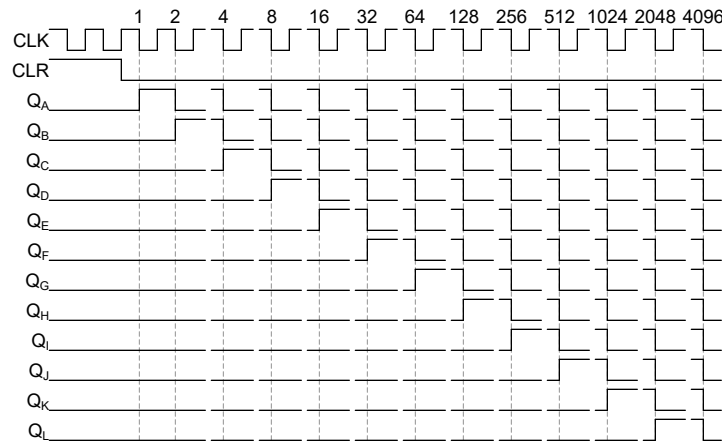 1 2 4 8 16 32 64 128 256 512 1024 2048 4096
CLK
CLR
QA
QB
QC
QD
QE
QF
QG
QH
QI
QJ
QK
QL